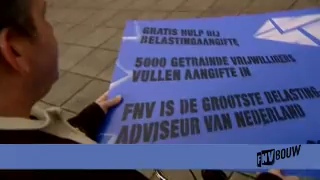 GRATIS HULP BIJ
BELASTINGAANGIFTE
5000 GETRAINDE VRIJWILLIGERS
VULLEN AANGIFTE IN
FNV IS DE GROOTSTE BELASTING-
ADVISEUR VAN NEDERLAND
FNV BOUW